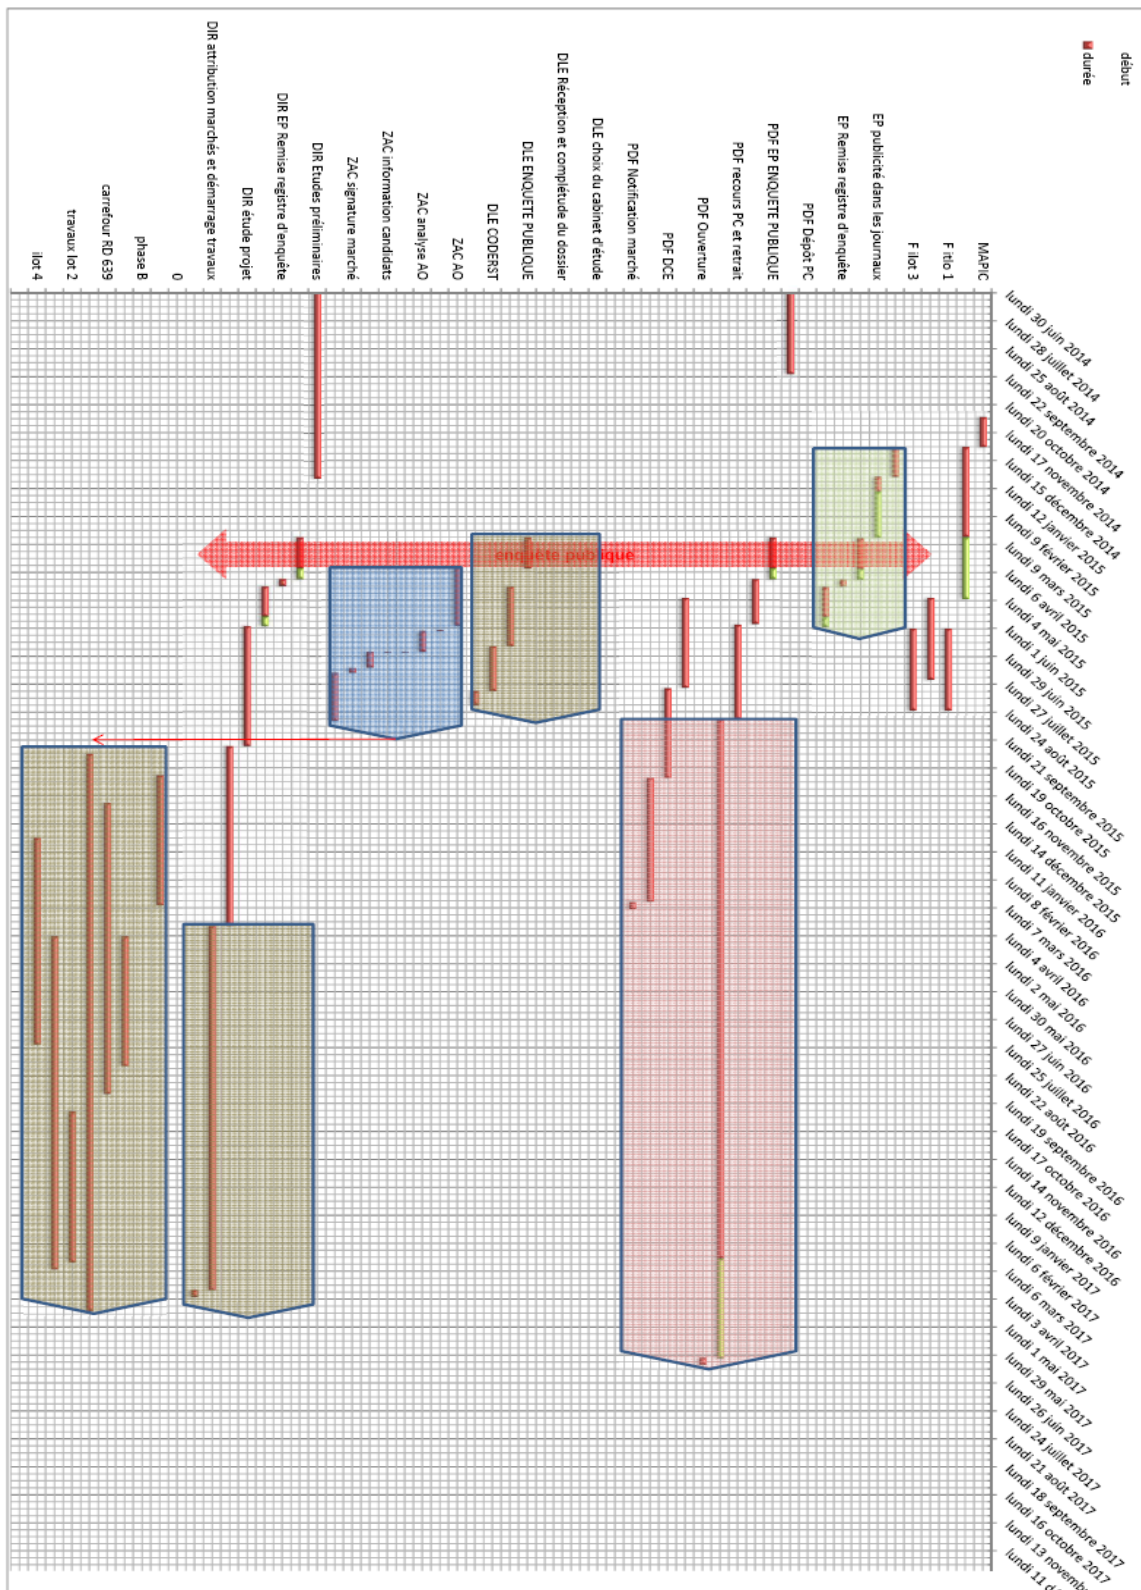 début
durée
MAPIC
F itlo 1
F ilot 3
EP publicité dans les journaux
EP Remise registre d'enquête
PDF Dépôt PC
PDF EP ENQUETE PUBLIQUE
PDF recours PC et retrait
PDF Ouverture
PDF DCE
PDF Notification marché
DLE choix du cabinet d'étude
DLE Réception et complétude du dossier
DLE ENQUETE PUBLIQUE
DLE CODERST
ZAC AO
ZAC analyse AO
ZAC information candidats
ZAC signature marché
DIR Etudes préliminaires
DIR EP Remise registre d'enquête
DIR étude projet
DIR attribution marchés et démarrage travaux
0
phase B
carrefour RD 639
travaux lot 2
ilot 4
lundi 30 juin 2014
lundi 28 juillet 2014
lundi 25 août 2014
lundi 22 septembre 2014
lundi 20 octobre 2014
lundi 17 novembre 2014
lundi 15 décembre 2014
lundi 12 janvier 2015
lundi 9 février 2015
lundi 9 mars 2015
lundi 6 avril 2015
lundi 4 mai 2015
lundi 1 juin 2015
lundi 29 juin 2015
lundi 27 juillet 2015
lundi 24 août 2015
lundi 21 septembre 2015
lundi 19 octobre 2015
lundi 16 novembre 2015
lundi 14 décembre 2015
lundi 11 janvier 2016
lundi 8 février 2016
lundi 7 mars 2016
lundi 4 avril 2016
lundi 2 mai 2016
lundi 30 mai 2016
lundi 27 juin 2016
lundi 25 juillet 2016
lundi 22 août 2016
lundi 19 septembre 2016
lundi 17 octobre 2016
lundi 14 novembre 2016
lundi 12 décembre 2016
lundi 9 janvier 2017
lundi 6 février 2017
lundi 6 mars 2017
lundi 3 avril 2017
lundi 1 mai 2017
lundi 29 mai 2017
lundi 26 juin 2017
lundi 24 juillet 2017
lundi 21 août 2017
lundi 18 septembre 2017
lundi 16 octobre 2017
lundi 13
lundi 11
enquête publique